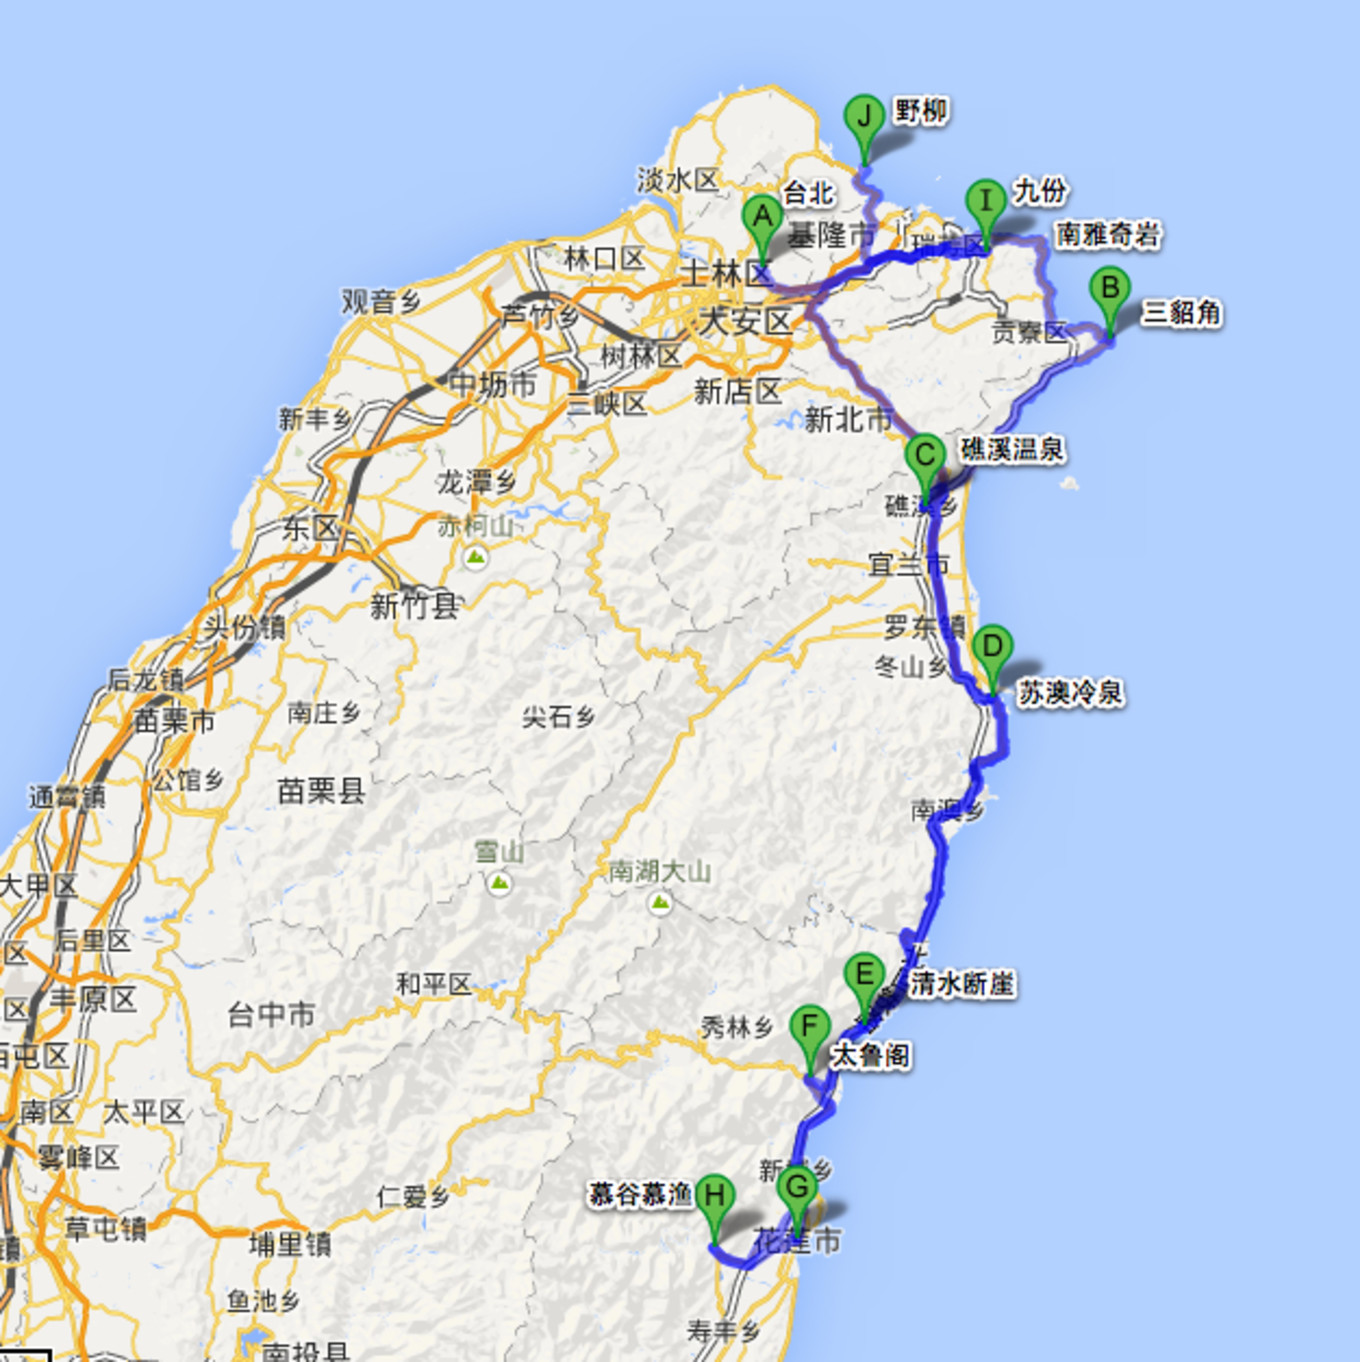 J 野柳
淡水区
A 台北
I 九份
基隆市
瑞芳区
南雅奇岩
林口区
士林区
B 三貂角
观音乡
芦竹乡
大安区
贡寮区
树林区
中坜市
新店区
三峡区
新丰乡
新北市
C 礁溪温泉
龙潭乡
礁溪乡
东区
赤柯山
宜兰市
新竹县
头份镇
罗东镇
D
冬山乡
后龙镇
苏澳冷泉
南庄乡
尖石乡
苗栗市
公馆乡
苗栗县
通霄镇
南澳乡
雪山
南湖大山
大甲区
后里区
区
E 清水断崖
和平区
丰原区
区
台中市
秀林乡
F 太鲁阁
屯区
南区
太平区
雾峰区
新城乡
慕谷慕渔 H
G
仁爱乡
草屯镇
埔里镇
花莲市
镇
鱼池乡
寿丰乡
南投县